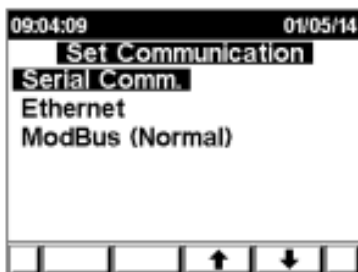 09:04:09 01/05/14
Set Communication
Serial Comm.
Ethernet
ModBus (Normal)